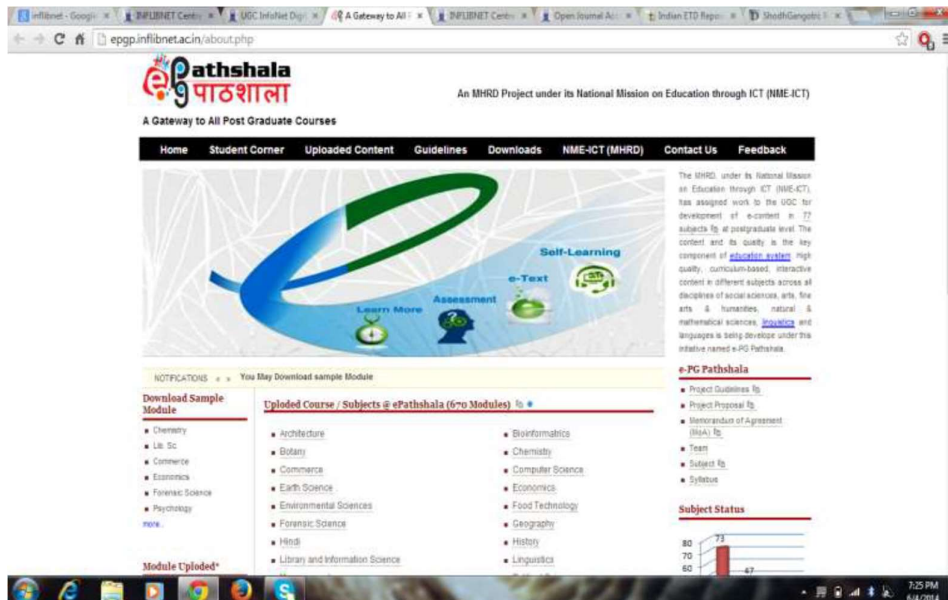 inflibnet - Googl
INFLIBNET Centr
UGC InfoNet Digi
A Gateway to All P
INFLIBNET Centr
Open Journal Acc
Indian ETD Repos
ShodhGangotri
epgp.inflibnet.ac.in/about.php
ePathshala
पाठशाला
A Gateway to All Post Graduate Courses
An MHRD Project under its National Mission on Education through ICT (NME-ICT)
Home Student Corner Uploaded Content Guidelines Downloads NME-ICT (MHRD) Contact Us Feedback
Self-Learning
e-Text
Assessment
Learn More
The MHRD, under its National Mission
on Education through ICT (NME-ICT),
has assigned work to the UGC for
development of e-content in 77
subjects at postgraduate level. The
content and its quality is the key
component of education system. High
quality, curriculum-based, interactive
content in different subjects across all
disciplines of social sciences, arts, fine
arts & humanities, natural &
mathematical sciences, linguistics and
languages is being develope under this
initiative named e-PG Pathshala.
NOTIFICATIONS » » You May Download sample Module
Download Sample
Module
Chemistry
Lib. Sc.
Commerce
Economics
Forensic Science
Psychology
more..
Module Uploded*
Uploded Course / Subjects @ ePathshala (670 Modules)
Architecture
Botany
Commerce
Earth Science
Environmental Sciences
Forensic Science
Hindi
Library and Information Science
Bioinformatrics
Chemistry
Computer Science
Economics
Food Technology
Geography
History
Linguistics
e-PG Pathshala
Project Guidelines
Project Proposal
Memorandun of Agreement
(MoA)
Team
Subject
Syllabus
Subject Status
80
70
60
73
47
7:25 PM
6/4/2014